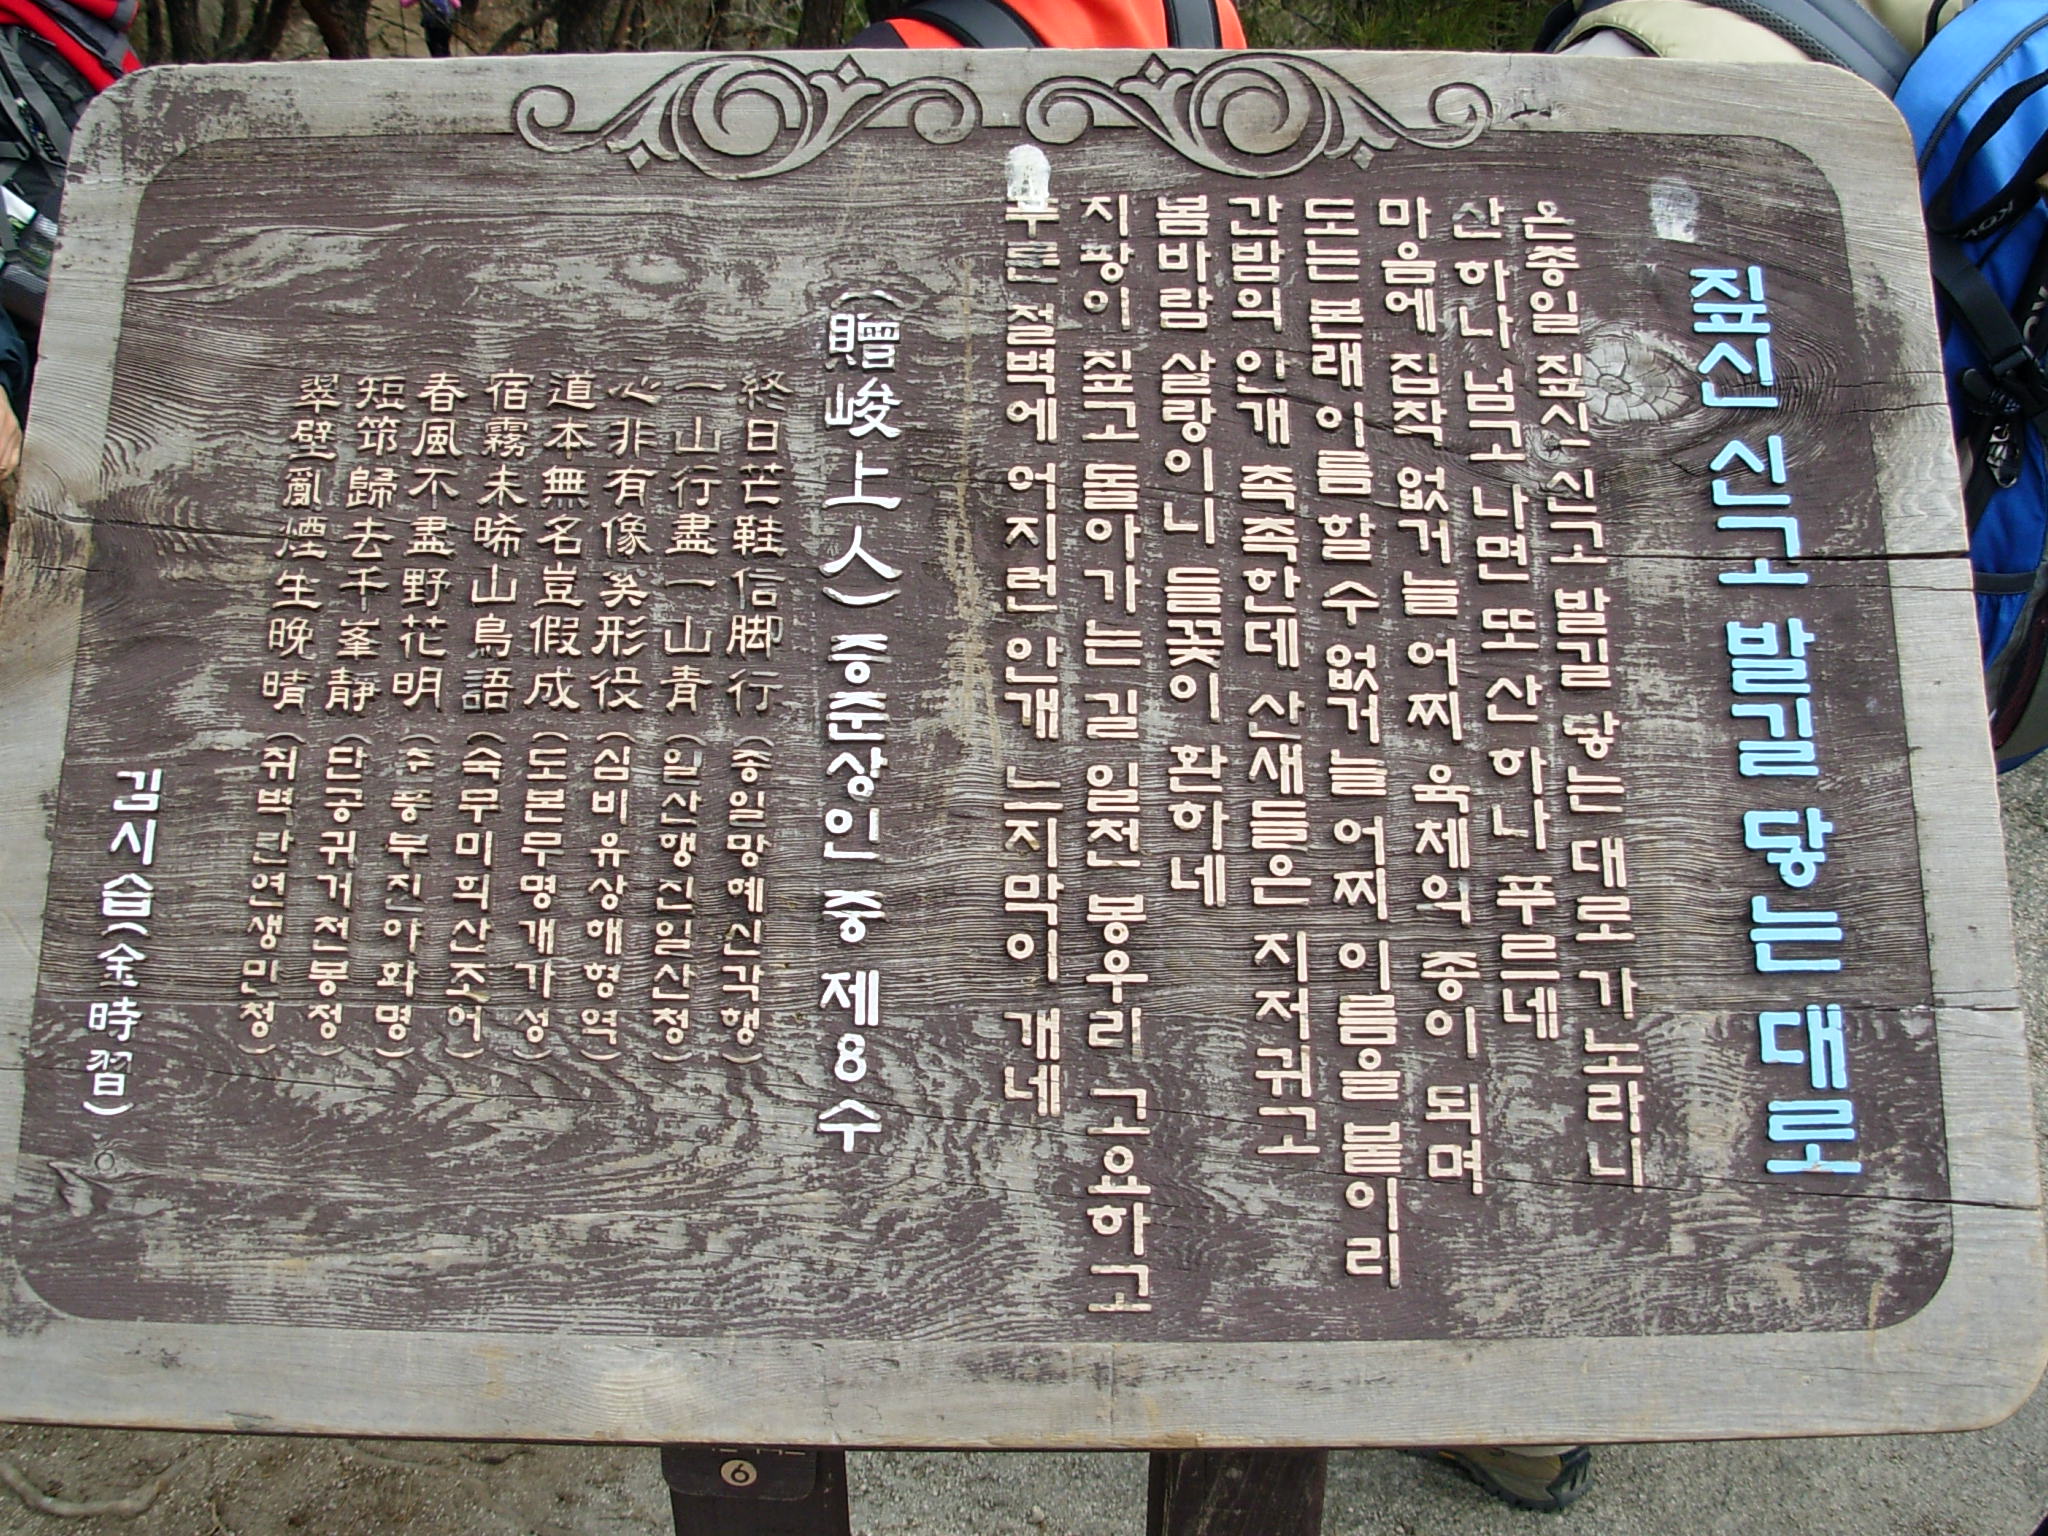 짚신 신고 발길 닿는 대로
온종일 짚신 신고 발길 닿는 대로 가노라니
산 하나 넘고 나면 또 산 하나 푸르네
마음에 집착 없거늘 어찌 육체의 종이 되며
도는 본래 이름 할 수 없거늘 어찌 이름을 붙이리
간밤의 안개 촉촉한데 산새들은 지저귀고
봄바람 살랑이니 들꽃이 환하네
지팡이 짚고 돌아가는 길 일천 봉우리 고요하고
푸른 절벽에 어지런 안개 느지막이 개네
(贈峻上人) 증준상인 중 제8수
終日芒鞋信脚行 (종일망혜신각행)
一山行盡一山青 (일산행진일산청)
心非有像奚形役 (심비유상해형역)
道本無名豈假成 (도본무명개가성)
宿霧未晞山鳥語 (숙무미희산조어)
春風不盡野花明 (추풍부진야화명)
短筇歸去千峯靜 (단공귀거천봉정)
翠壁亂煙生晚晴 (취벽란연생만청)
김시습(金時習)
6